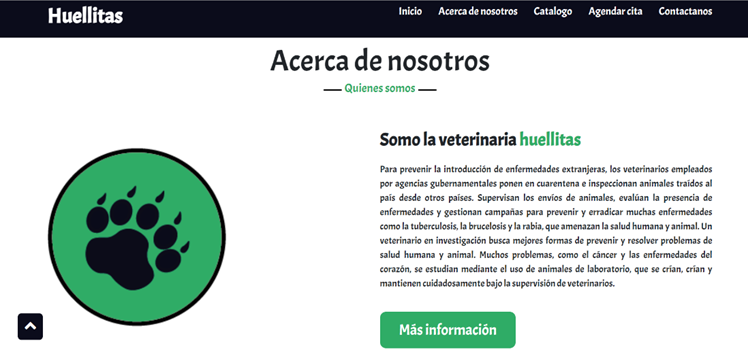 Huellitas
Inicio Acerca de nosotros Catalogo Agendar cita Contactanos
Acerca de nosotros
Quienes somos
Somo la veterinaria huellitas
Para prevenir la introducción de enfermedades extranjeras, los veterinarios empleados
por agencias gubernamentales ponen en cuarentena e inspeccionan animales traídos al
país desde otros países. Supervisan los envíos de animales, evalúan la presencia de
enfermedades y gestionan campañas para prevenir y erradicar muchas enfermedades
como la tuberculosis, la brucelosis y la rabia, que amenazan la salud humana y animal. Un
veterinario en investigación busca mejores formas de prevenir y resolver problemas de
salud humana y animal. Muchos problemas, como el cáncer y las enfermedades del
corazón, se estudian mediante el uso de animales de laboratorio, que se crian, crian y
mantienen cuidadosamente bajo la supervisión de veterinarios.
Más información